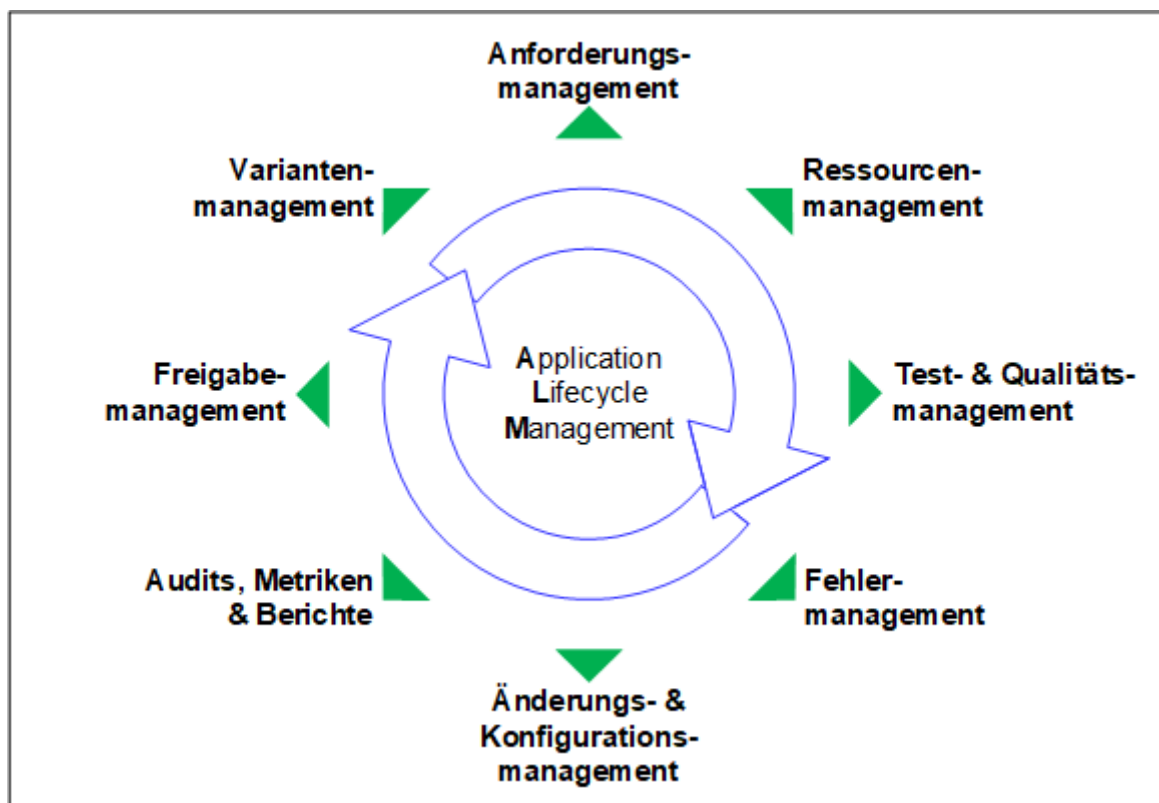 Anforderungs-
management
Varianten-
management
Ressourcen-
management
Application
Lifecycle
Management
Freigabe-
management
Test- & Qualitäts-
management
Audits, Metriken
& Berichte
Fehler-
management
Änderungs- &
Konfigurations-
management